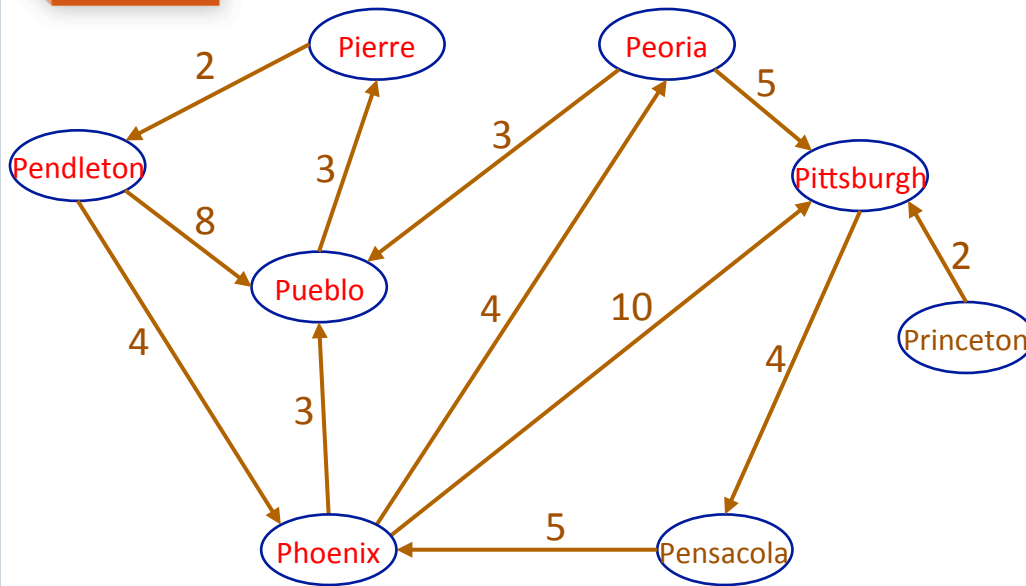 Pierre
Peoria
2
5
3
Pendleton
3
Pittsburgh
8
Pueblo
2
4
10
4
Princeton
4
3
5
Phoenix
Pensacola